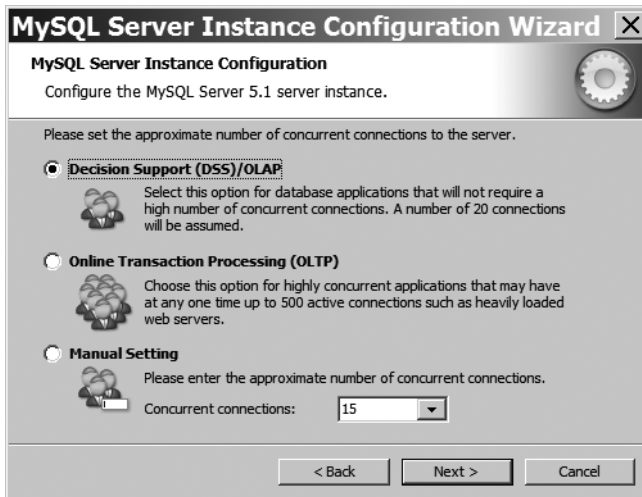 MySQL Server Instance Configuration Wizard
MySQL Server Instance Configuration
Configure the MySQL Server 5.1 server instance.
Please set the approximate number of concurrent connections to the server.
Decision Support (DSS)/OLAP
Select this option for database applications that will not require a
high number of concurrent connections. A number of 20 connections
will be assumed.
Online Transaction Processing (OLTP)
Choose this option for highly concurrent applications that may have
at any one time up to 500 active connections such as heavily loaded
web servers.
Manual Setting
Please enter the approximate number of concurrent connections.
Concurrent connections: 15
< Back Next > Cancel